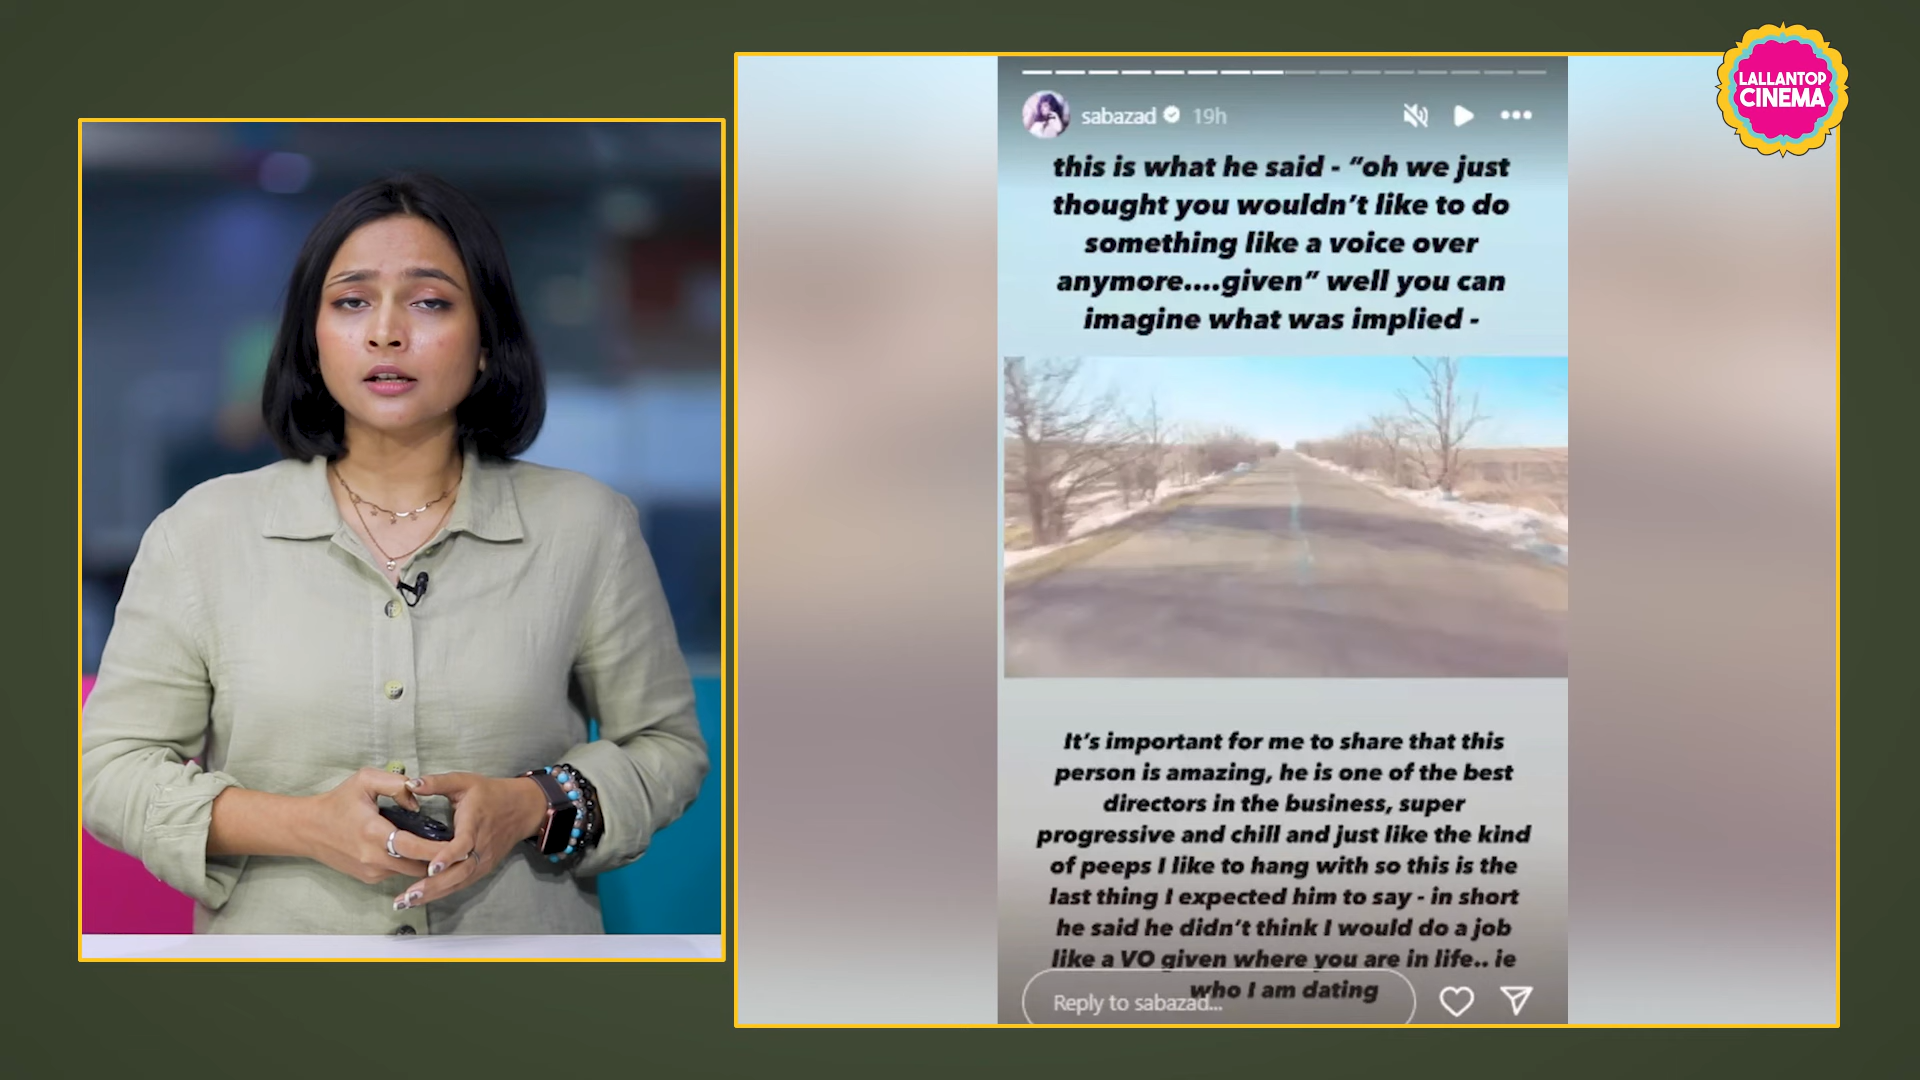 LALLANTOP
CINEMA
sabazad 19h
this is what he said - “oh we just
thought you wouldn’t like to do
something like a voice over
anymore....given” well you can
imagine what was implied -
It’s important for me to share that this
person is amazing, he is one of the best
directors in the business, super
progressive and chill and just like the kind
of peeps I like to hang with so this is the
last thing I expected him to say - in short
he said he didn’t think I would do a job
like a VO given where you are in life.. ie
who I am dating
Reply to sabazad...